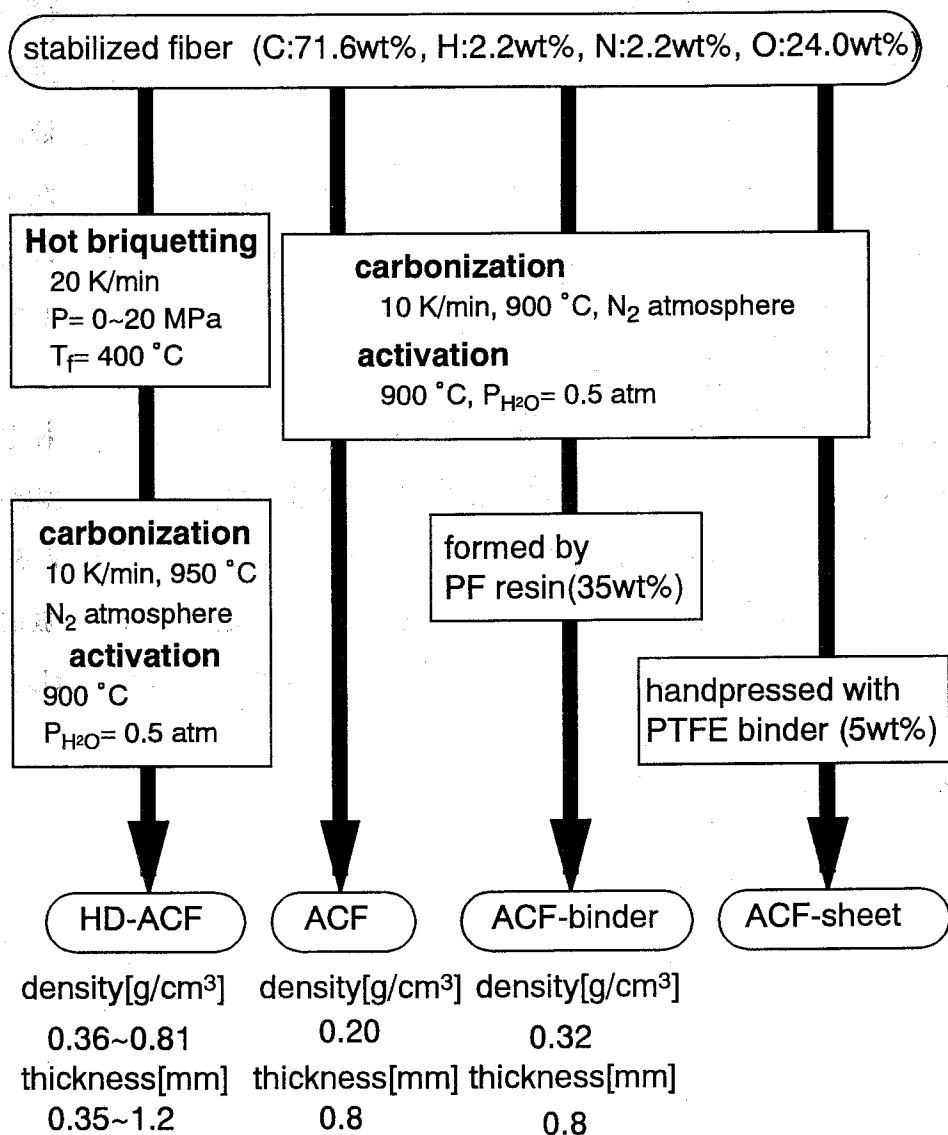 stabilized fiber (C:71.6wt%, H:2.2wt%, N:2.2wt%, O:24.0wt%)
Hot briquetting
20 K/min
P= 0~20 MPa
Tf= 400 °C
carbonization
10 K/min, 900 °C, N2 atmosphere
activation
900 °C, PH2O= 0.5 atm
carbonization
10 K/min, 950 °C
N2 atmosphere
activation
900 °C
PH2O= 0.5 atm
formed by
PF resin(35wt%)
handpressed with
PTFE binder (5wt%)
HD-ACF
ACF
ACF-binder
ACF-sheet
density[g/cm³] density[g/cm³] density[g/cm³]
0.36~0.81 0.20 0.32
thickness[mm] thickness[mm] thickness[mm]
0.35~1.2 0.8 0.8